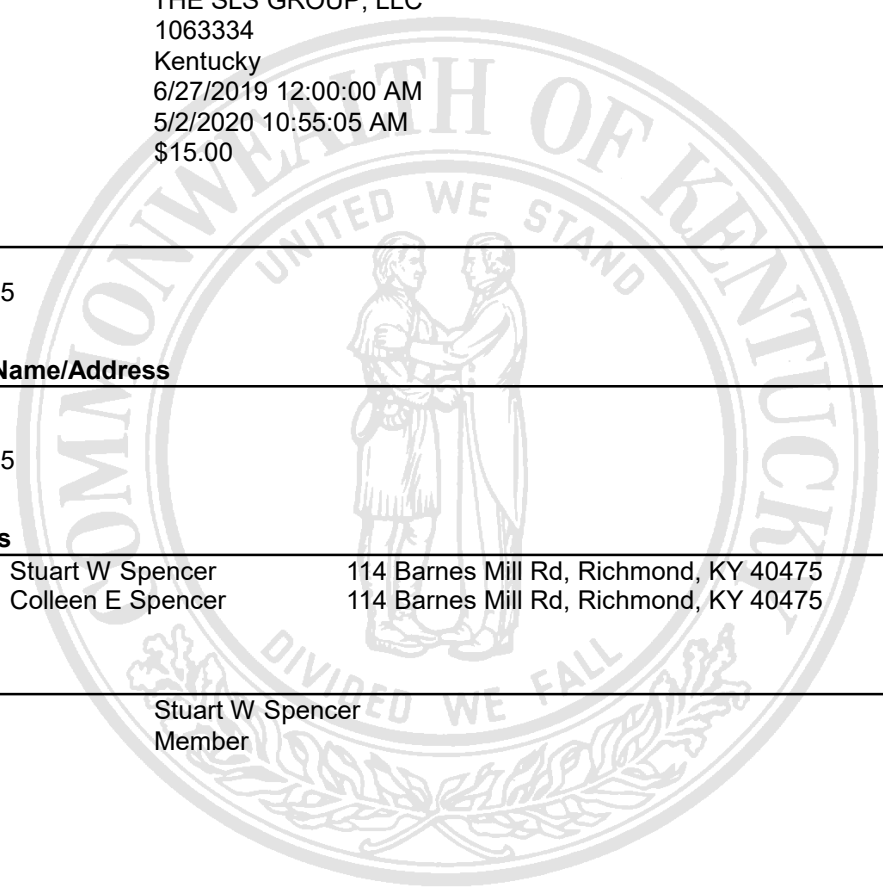 THE SLS GROUP, LLC
1063334
Kentucky
6/27/2019 12:00:00 AM
5/2/2020 10:55:05 AM
$15.00
5
Name/Address
5
s
Stuart W Spencer 114 Barnes Mill Rd, Richmond, KY 40475
Colleen E Spencer 114 Barnes Mill Rd, Richmond, KY 40475
Stuart W Spencer
Member
COMMONWEALTH OF KENTUCKY
UNITED WE STAND
DIVIDED WE FALL